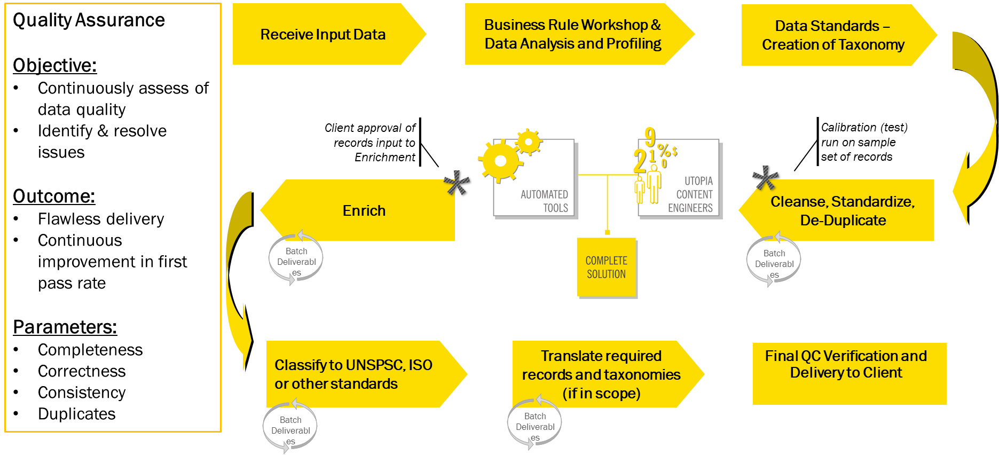 Quality Assurance
Objective:
• Continuously assess of
data quality
• Identify & resolve
issues
Outcome:
• Flawless delivery
• Continuous
improvement in first
pass rate
Parameters:
• Completeness
• Correctness
• Consistency
• Duplicates
Receive Input Data
Business Rule Workshop &
Data Analysis and Profiling
Data Standards –
Creation of Taxonomy
Client approval of
records input to
Enrichment
*
Enrich
Batch
Deliverabl
es
AUTOMATED
TOOLS
9
2 1 % $
0
UTOPIA
CONTENT
ENGINEERS
COMPLETE
SOLUTION
Calibration (test)
run on sample
set of records
*
Cleanse, Standardize,
De-Duplicate
Batch
Deliverabl
es
Classify to UNSPSC, ISO
or other standards
Batch
Deliverabl
es
Translate required
records and taxonomies
(if in scope)
Batch
Deliverabl
es
Final QC Verification and
Delivery to Client